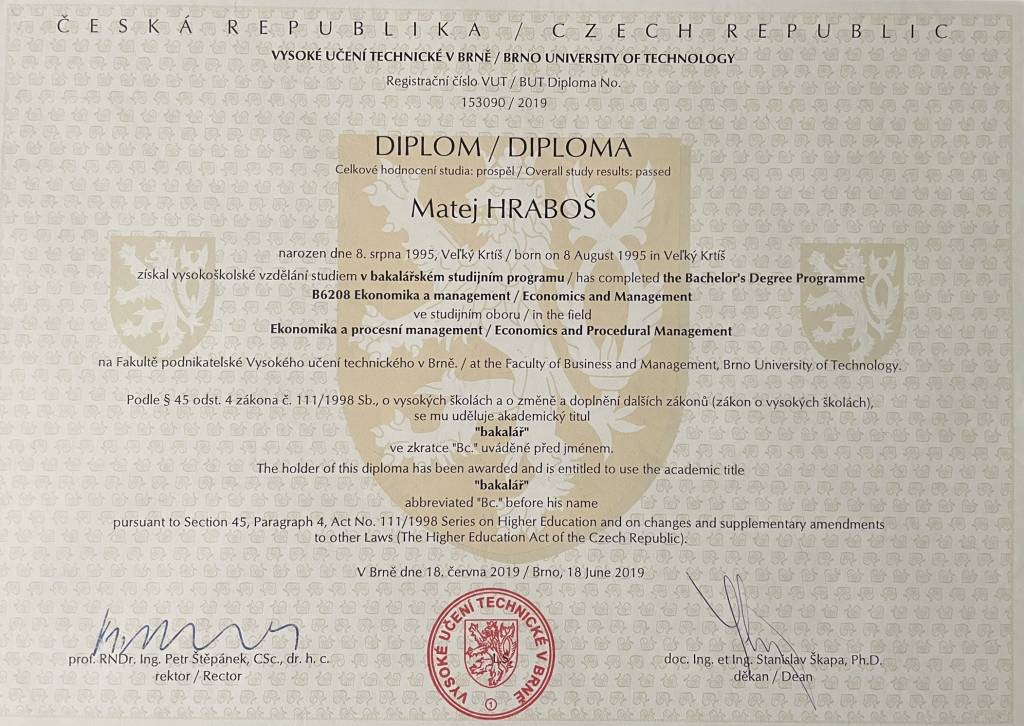 ČESKÁ REPUBLIKA / CZECH REPUBLIC
VYSOKÉ UČENÍ TECHNICKÉ V BRNĚ / BRNO UNIVERSITY OF TECHNOLOGY
Registrační číslo VUT / BUT Diploma No.
153090 / 2019
DIPLOM / DIPLOMA
Celkové hodnocení studia: prospěl / Overall study results: passed
Matej HRABOŠ
narozen dne 8. srpna 1995, Veľký Krtíš / born on 8 August 1995 in Veľký Krtíš
získal vysokoškolské vzdělání studiem v bakalářském studijním programu / has completed the Bachelor's Degree Programme
B6208 Ekonomika a management / Economics and Management
ve studijním oboru / in the field
Ekonomika a procesní management / Economics and Procedural Management
na Fakultě podnikatelské Vysokého učení technického v Brně. / at the Faculty of Business and Management, Brno University of Technology.
Podle § 45 odst. 4 zákona č. 111/1998 Sb., o vysokých školách a o změně a doplnění dalších zákonů (zákon o vysokých školách),
se mu uděluje akademický titul
"bakalář"
ve zkratce "Bc." uváděné před jménem.
The holder of this diploma has been awarded and is entitled to use the academic title
"bakalář"
abbreviated "Bc." before his name
pursuant to Section 45, Paragraph 4, Act No. 111/1998 Series on Higher Education and on changes and supplementary amendments
to other Laws (The Higher Education Act of the Czech Republic).
V Brně dne 18. června 2019 / Brno, 18 June 2019
VYSOKÉ UČENÍ TECHNICKÉ V BRNĚ
L.S.
1
prof. RNDr. Ing. Petr Štěpánek, CSc., dr. h. c.
rektor / Rector
doc. Ing. et Ing. Stanislav Škapa, Ph.D.
děkan / Dean